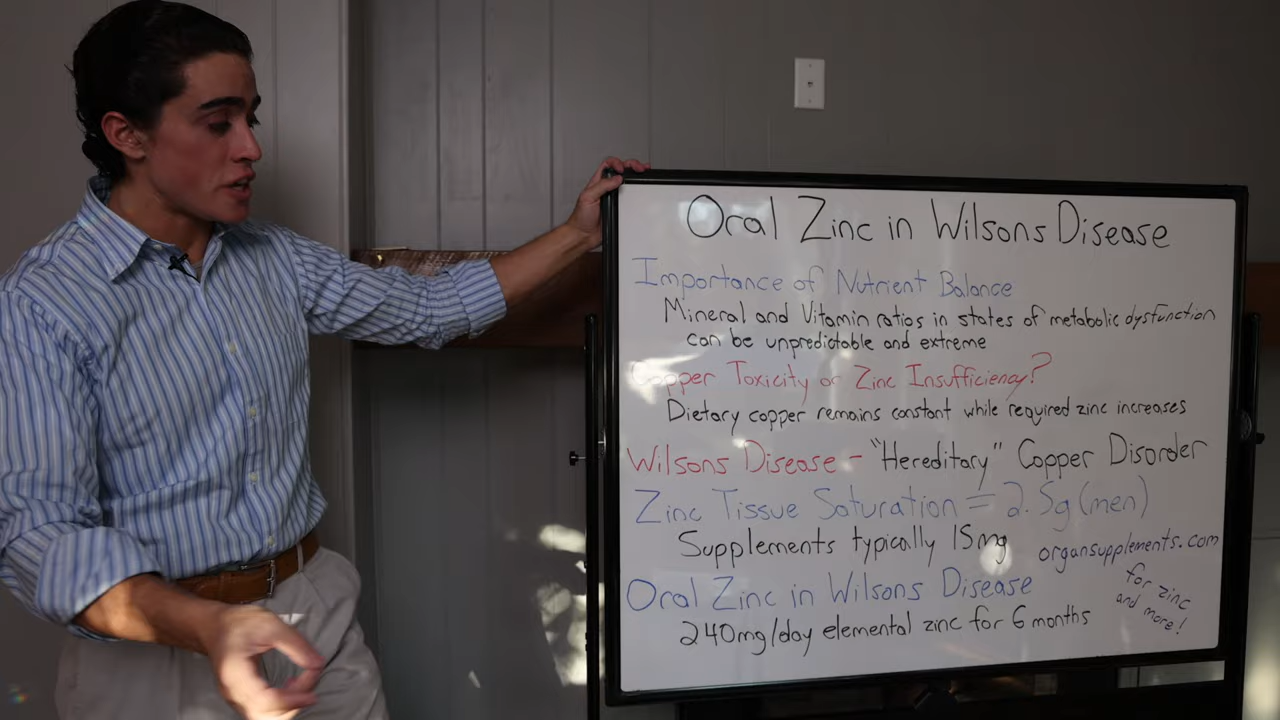 Oral Zinc in Wilsons Disease
Importance of Nutrient Balance
Mineral and Vitamin ratios in states of metabolic dysfunction
can be unpredictable and extreme
Copper Toxicity or Zinc Insufficiency?
Dietary copper remains constant while required zinc increases
Wilsons Disease - "Hereditary" Copper Disorder
Zinc Tissue Saturation = 2.5g (men)
Supplements typically 15mg
organsupplements.com
for zinc
and more!
Oral Zinc in Wilsons Disease
240mg/day elemental zinc for 6 months